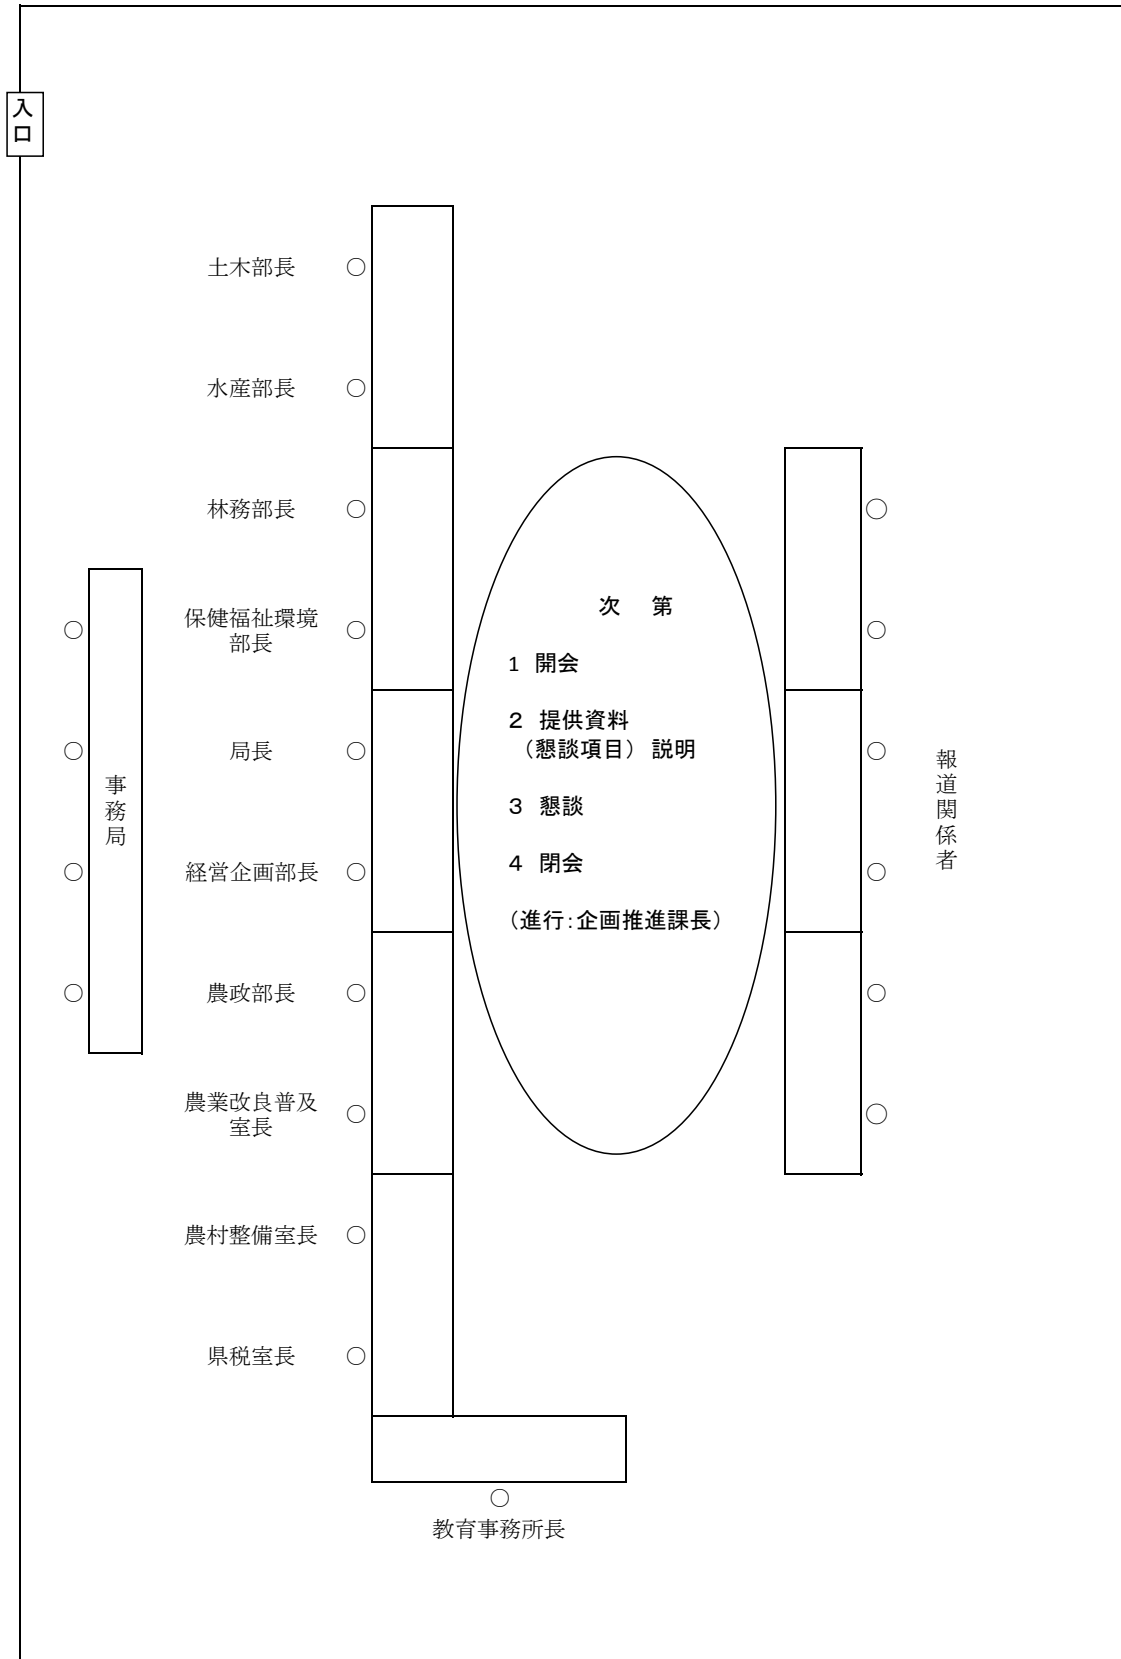 入口
土木部長 ○
水産部長 ○
林務部長 ○
保健福祉環境
部長 ○
局長 ○
経営企画部長 ○
農政部長 ○
農業改良普及
室長 ○
農村整備室長 ○
県税室長 ○
○
教育事務所長
事務局
○
○
○
○
次 第
1 開会
2 提供資料
(懇談項目) 説明
3 懇談
4 閉会
(進行:企画推進課長)
○
○
○
○
○
○
報道関係者